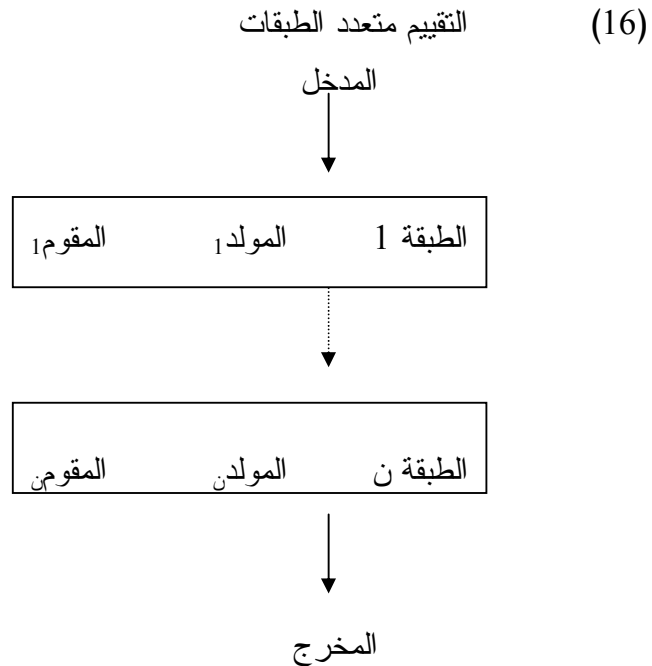 (16) التقييم متعدد الطبقات
المدخل
الطبقة 1 المولد1 المقوم1
الطبقة ن المولدن المقومن
المخرج